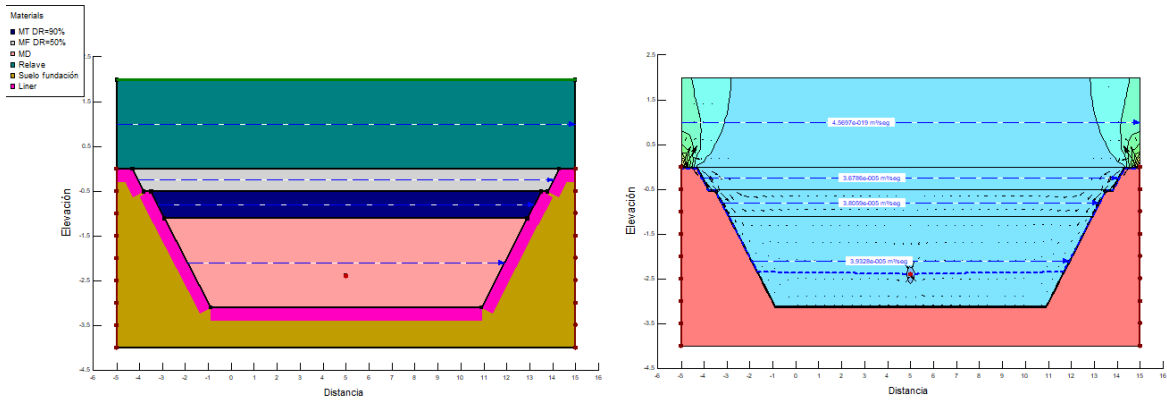 Materials
MT DR=90%
MF DR=50%
MD
Relave
Suelo fundación
Liner
2.5
1.5
0.5
-0.5
-1.5
-2.5
-3.5
-4.5
Elevación
-6 -5 -4 -3 -2 -1 0 1 2 3 4 5 6 7 8 9 10 11 12 13 14 15 16
Distancia
2.5
1.5
0.5
-0.5
-1.5
-2.5
-3.5
-4.5
Elevación
4.5697e-019 m³/seg
3.6786e-005 m³/seg
3.8059e-005 m³/seg
3.9328e-005 m³/seg
-6 -5 -4 -3 -2 -1 0 1 2 3 4 5 6 7 8 9 10 11 12 13 14 15 16
Distancia